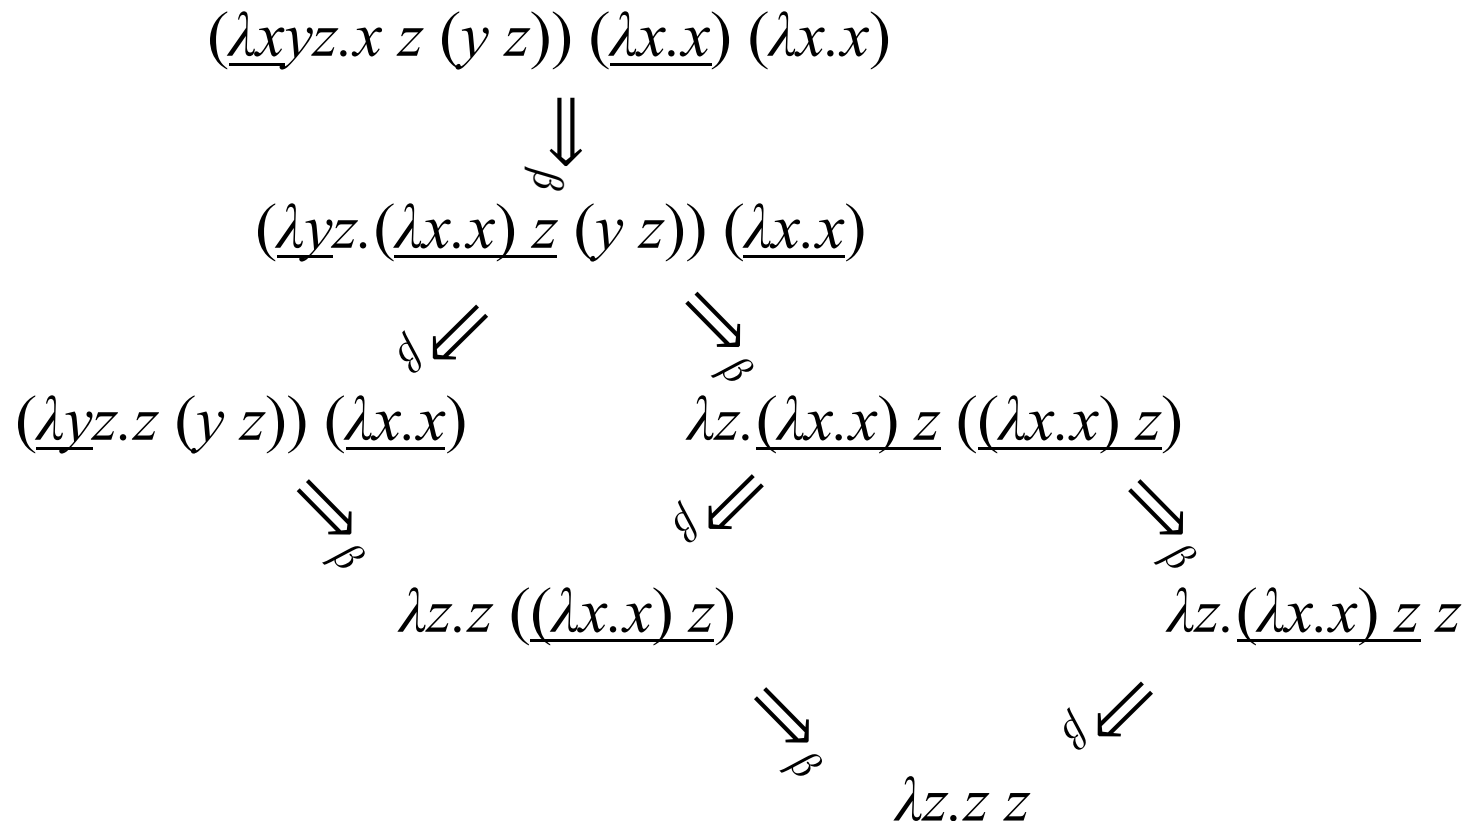 (λxyz.x z (y z)) (λx.x) (λx.x)
⇓
β
(λyz.(λx.x) z (y z)) (λx.x)
β ⇙ ⇘ β
(λyz.z (y z)) (λx.x) λz.(λx.x) z ((λx.x) z)
⇘ β β ⇙ ⇘ β
λz.z ((λx.x) z) λz.(λx.x) z z
⇘ β β ⇙
λz.z z